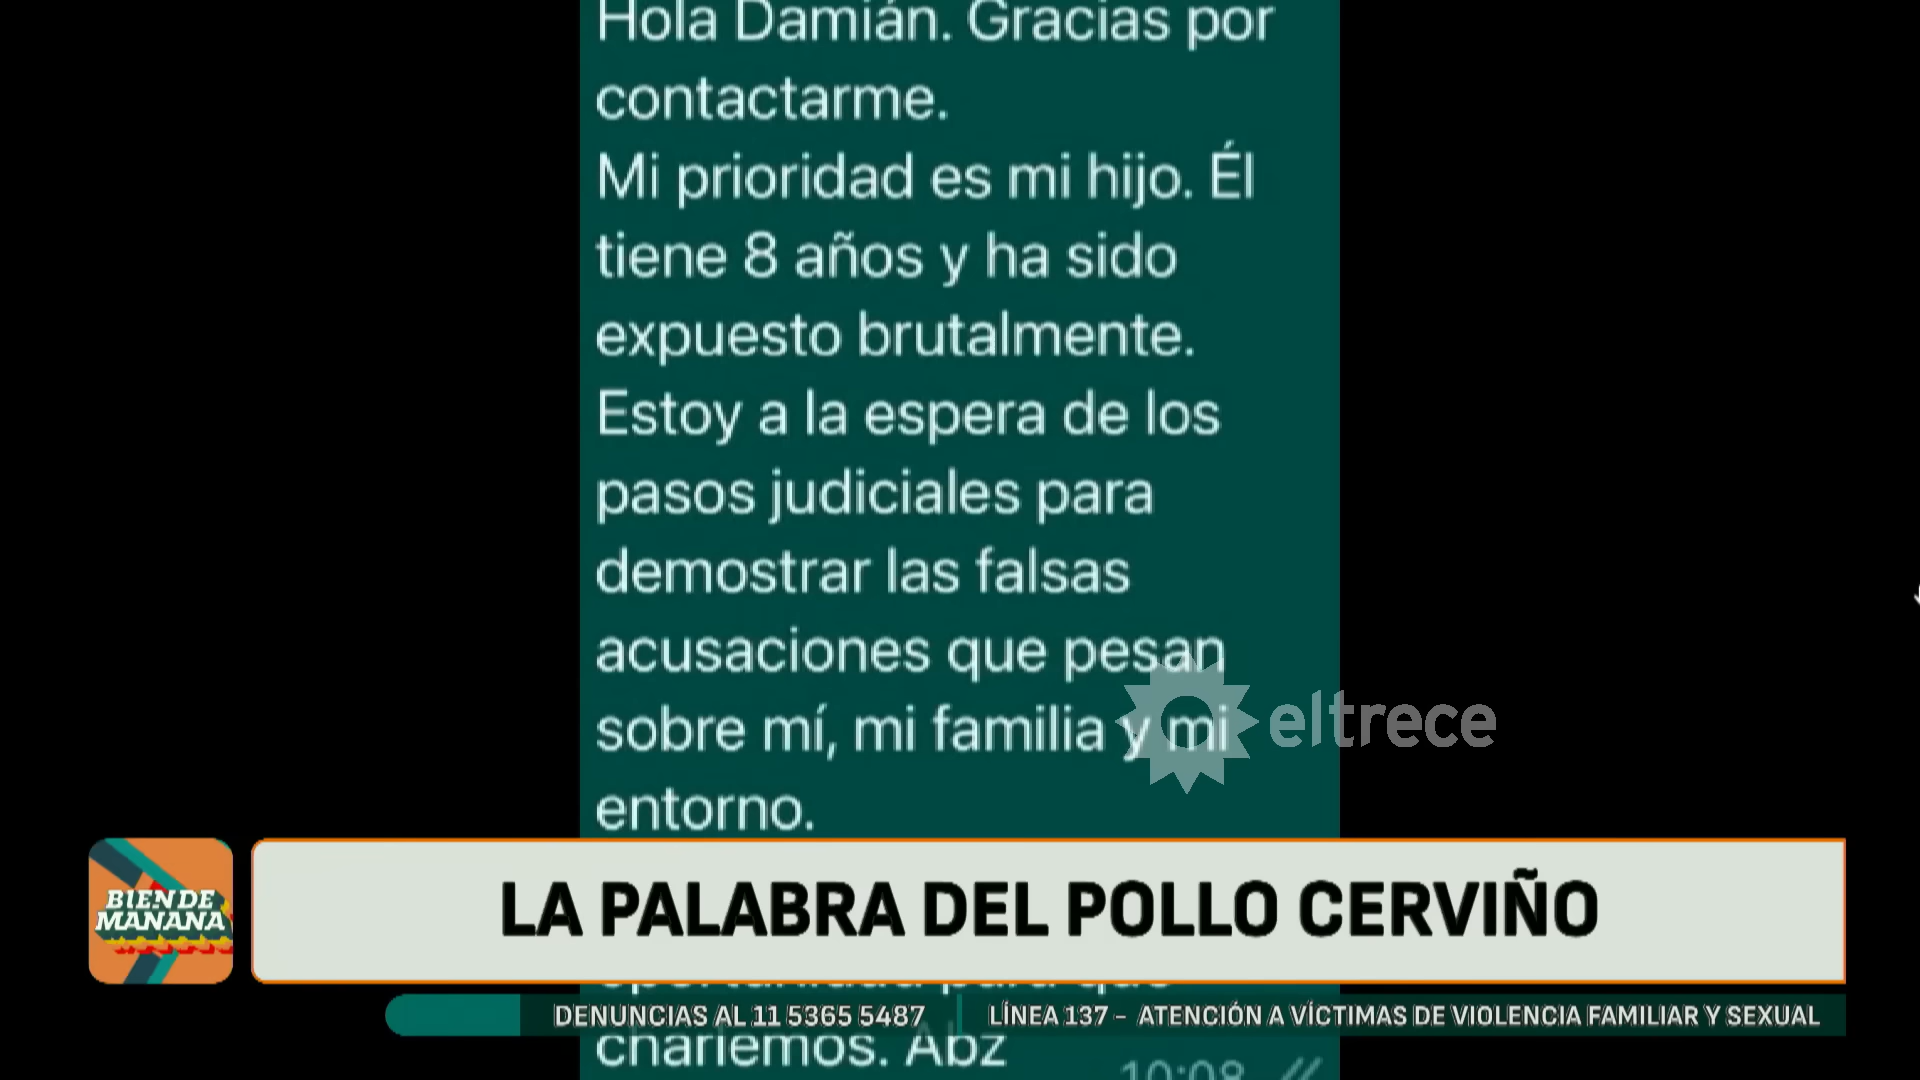 Hola Damián. Gracias por
contactarme.
Mi prioridad es mi hijo. Él
tiene 8 años y ha sido
expuesto brutalmente.
Estoy a la espera de los
pasos judiciales para
demostrar las falsas
acusaciones que pesan
sobre mí, mi familia y mi
entorno.
eltrece
BIEN DE
MAÑANA
LA PALABRA DEL POLLO CERVIÑO
DENUNCIAS AL 11 5365 5487
LÍNEA 137 – ATENCIÓN A VÍCTIMAS DE VIOLENCIA FAMILIAR Y SEXUAL
charlemos. Abz
10:08